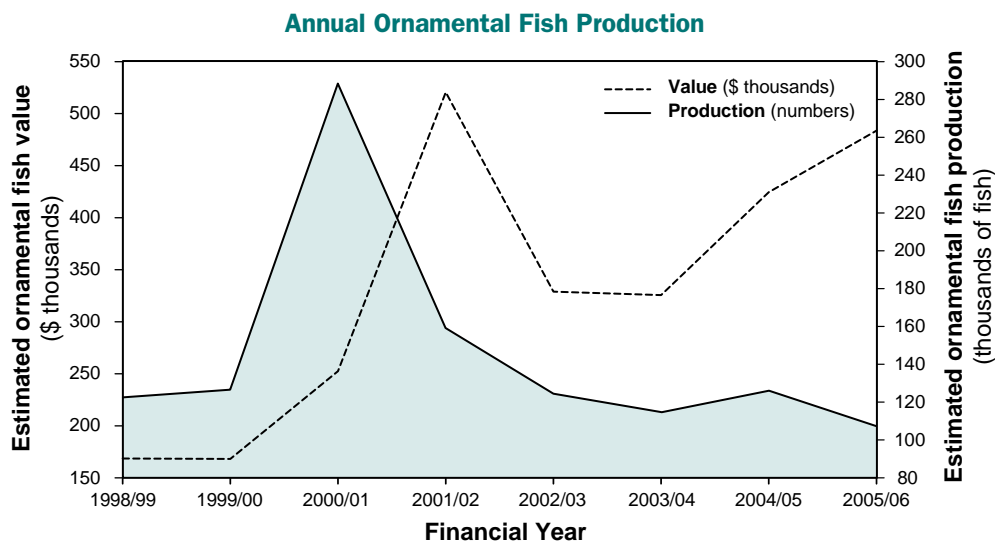 Annual Ornamental Fish Production
Estimated ornamental fish value
($ thousands)
550
500
450
400
350
300
250
200
150
Value ($ thousands)
Production (numbers)
300
280
260
240
220
200
180
160
140
120
100
80
Estimated ornamental fish production
(thousands of fish)
1998/99 1999/00 2000/01 2001/02 2002/03 2003/04 2004/05 2005/06
Financial Year